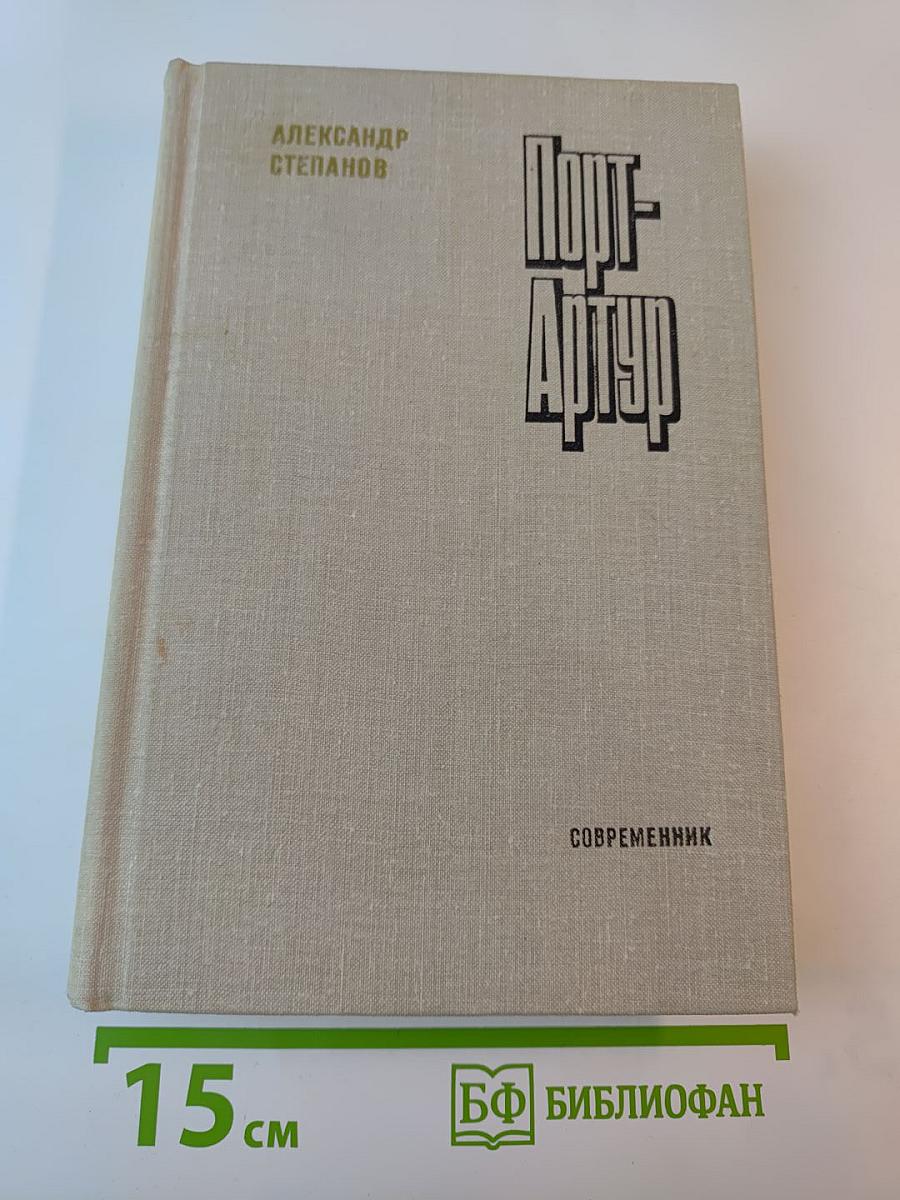 АЛЕКСАНДР
СТЕПАНОВ
Порт-
Артур
СОВРЕМЕННИК
15 см
БФ БИБЛИОФАН